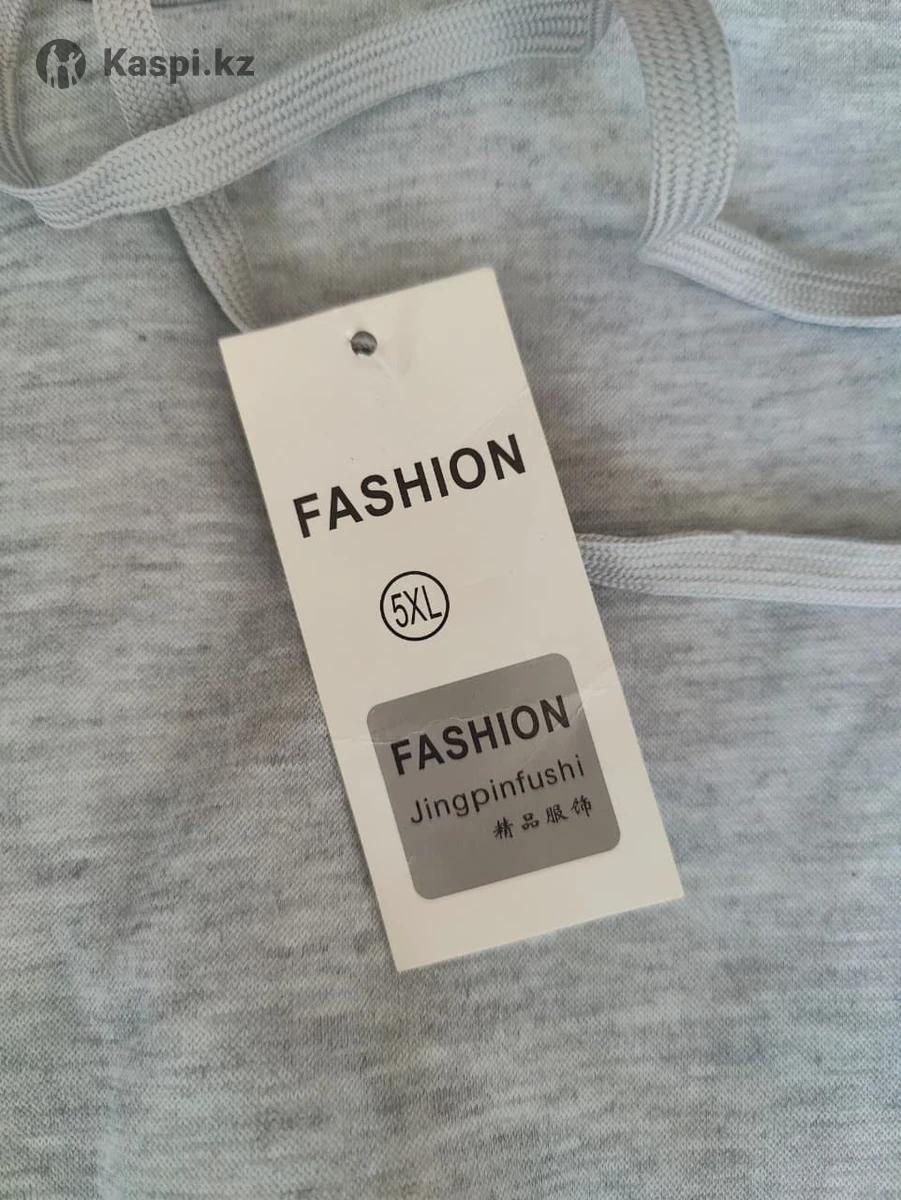 Kaspi.kz
FASHION
5XL
FASHION
Jingpinfushi
精品服饰